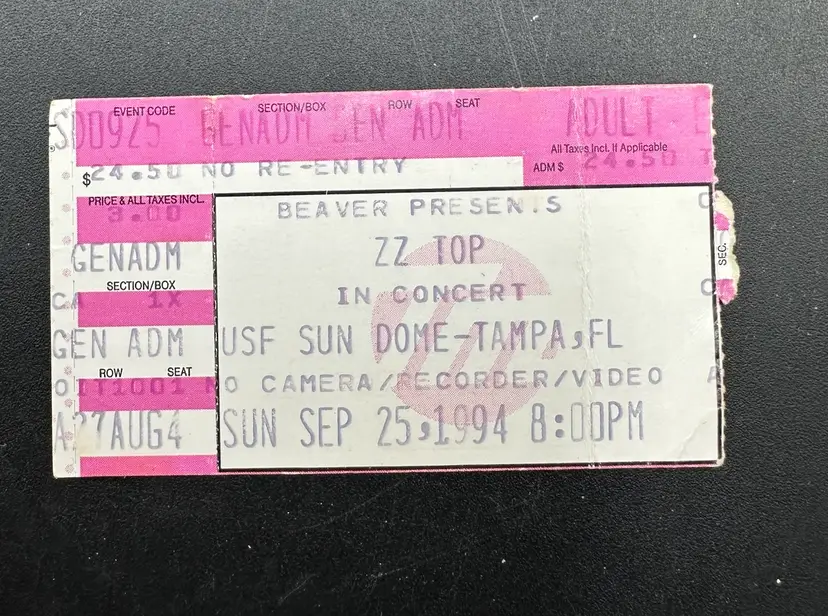 EVENT CODE SECTION/BOX ROW SEAT
SD0925 GENADM GEN ADM ADULT
All Taxes Incl. If Applicable
$24.50 NO RE-ENTRY ADM $ 24.50
PRICE & ALL TAXES INCL.
3.00
BEAVER PRESENTS
GENADM
ZZ TOP
SECTION/BOX
CA 1X
IN CONCERT
GEN ADM
USF SUN DOME-TAMPA,FL
ROW SEAT
OIT1001
NO CAMERA/RECORDER/VIDEO
A27AUG4
SUN SEP 25,1994 8:00PM
SEC.